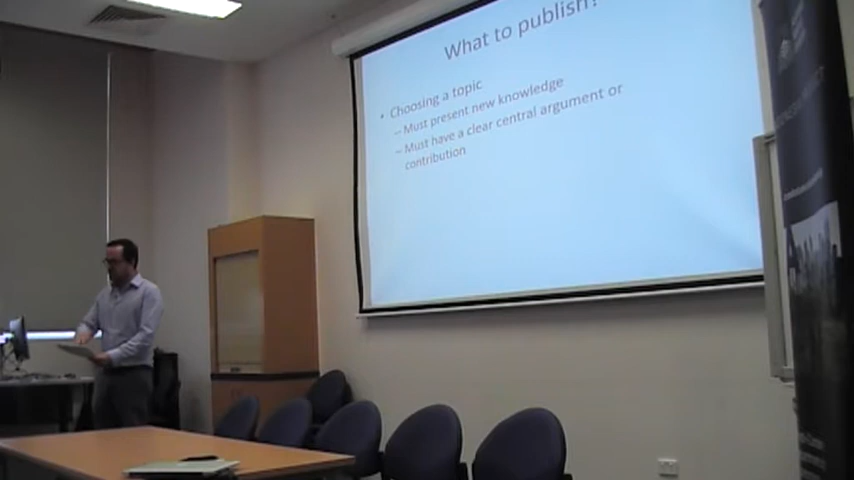 What to publish?
• Choosing a topic
– Must present new knowledge
– Must have a clear central argument or
contribution